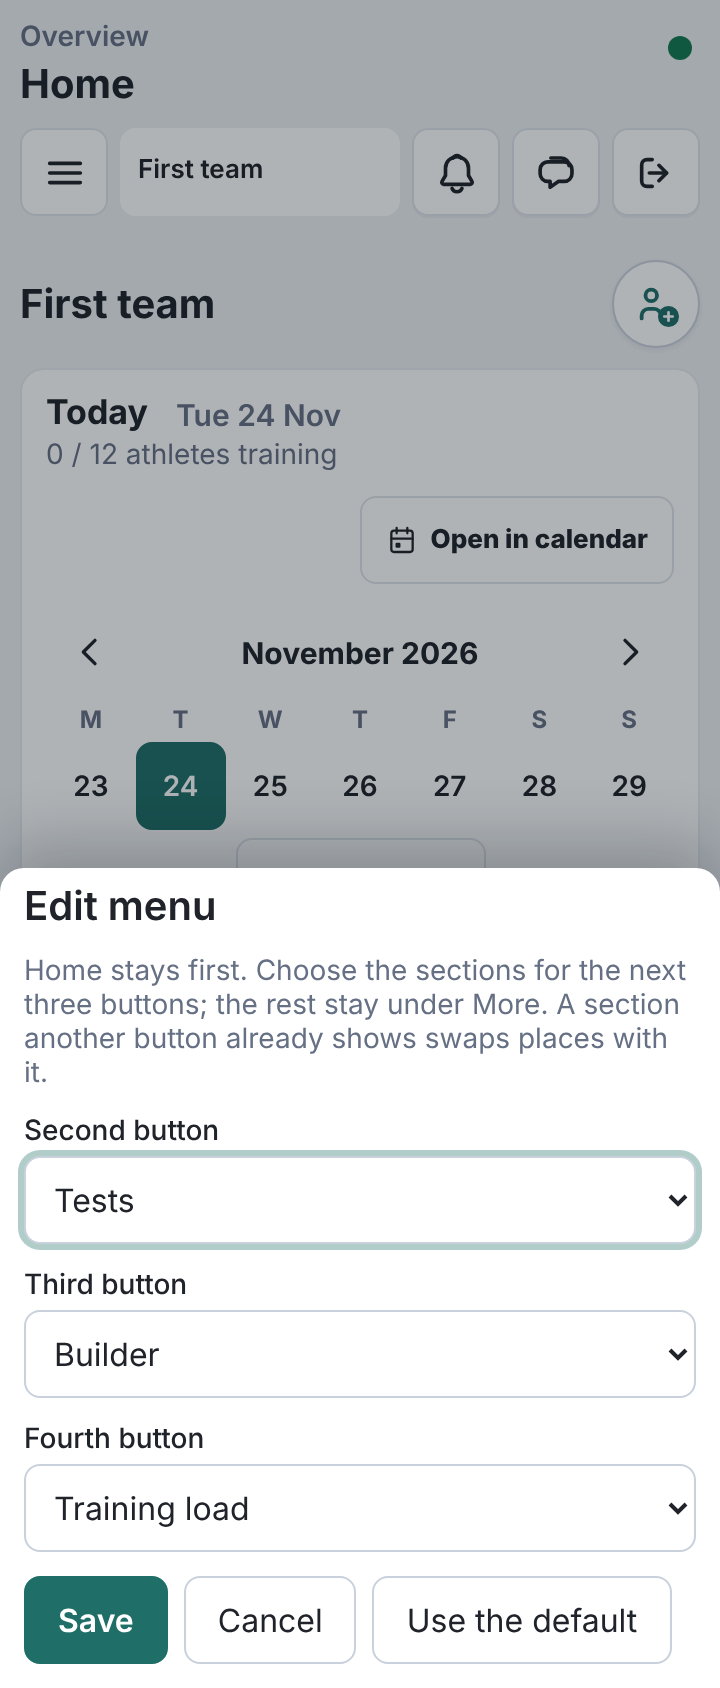 Overview
Home
First team
First team
Today Tue 24 Nov
0 / 12 athletes training
Open in calendar
November 2026
M T W T F S S
23 24 25 26 27 28 29
Edit menu
Home stays first. Choose the sections for the next
three buttons; the rest stay under More. A section
another button already shows swaps places with
it.
Second button
Tests
Third button
Builder
Fourth button
Training load
Save Cancel Use the default